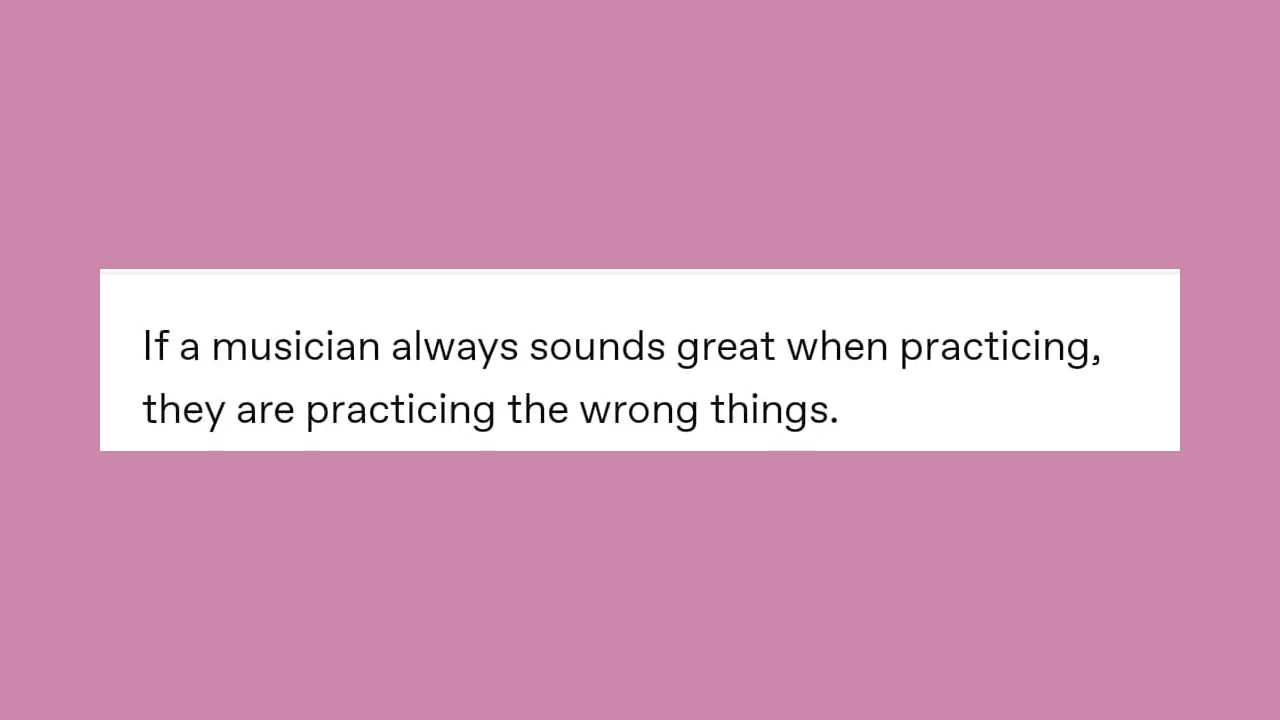 If a musician always sounds great when practicing,
they are practicing the wrong things.